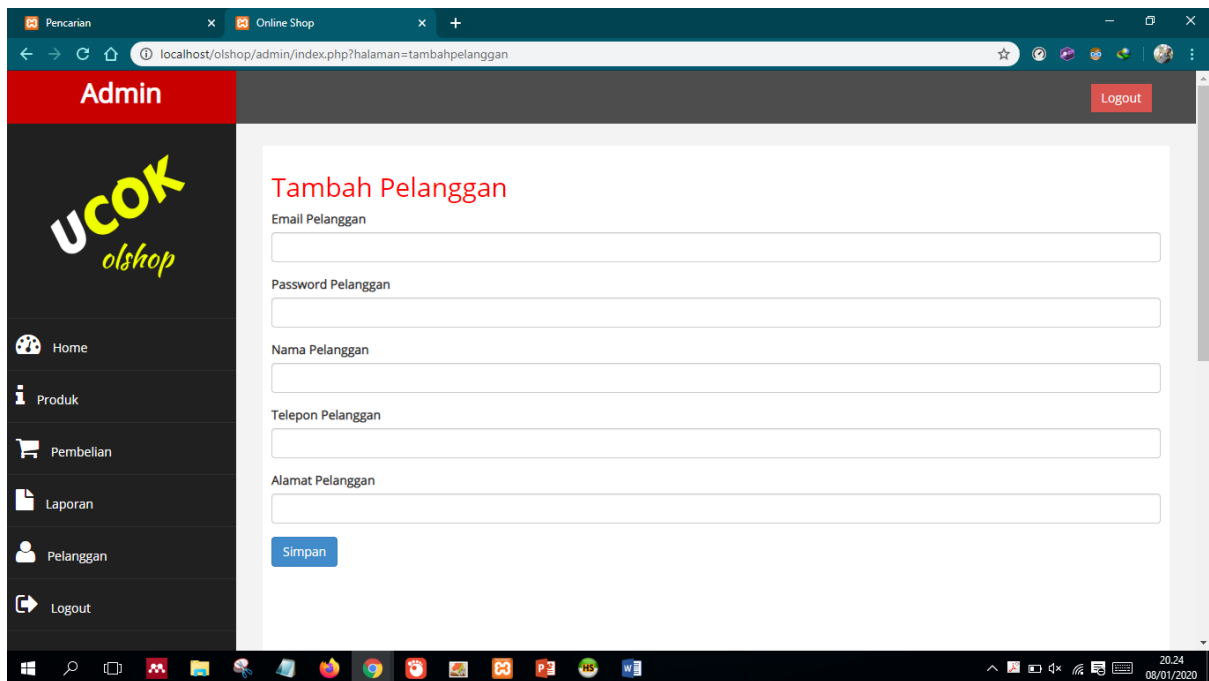 Pencarian
Online Shop
localhost/olshop/admin/index.php?halaman=tambahpelanggan
Admin
Logout
UCOK
olshop
Home
Produk
Pembelian
Laporan
Pelanggan
Logout
Tambah Pelanggan
Email Pelanggan
Password Pelanggan
Nama Pelanggan
Telepon Pelanggan
Alamat Pelanggan
Simpan
20.24
08/01/2020